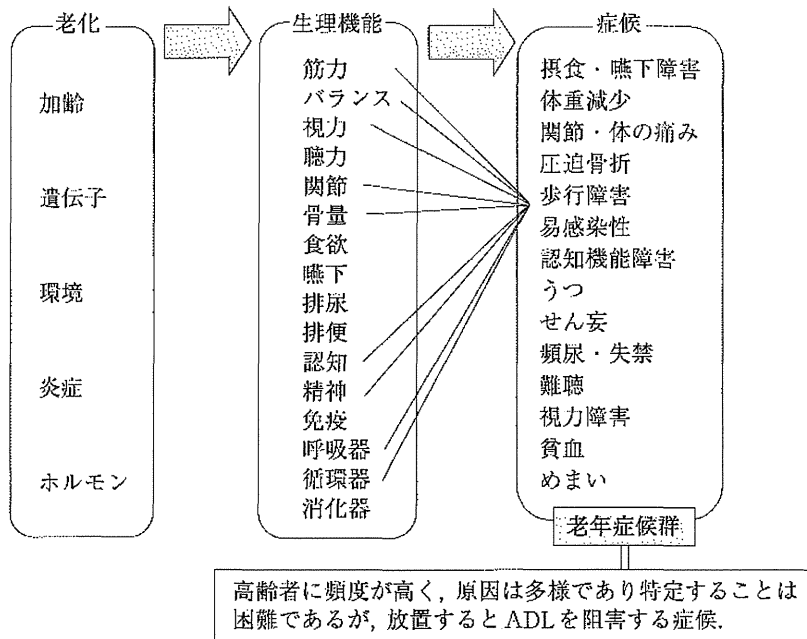 老化
加齢
遺伝子
環境
炎症
ホルモン
生理機能
筋力
バランス
視力
聴力
関節
骨量
食欲
嚥下
排尿
排便
認知
精神
免疫
呼吸器
循環器
消化器
症候
摂食・嚥下障害
体重減少
関節・体の痛み
圧迫骨折
歩行障害
易感染性
認知機能障害
うつ
せん妄
頻尿・失禁
難聴
視力障害
貧血
めまい
老年症候群
高齢者に頻度が高く, 原因は多様であり特定することは
困難であるが, 放置するとADLを阻害する症候.